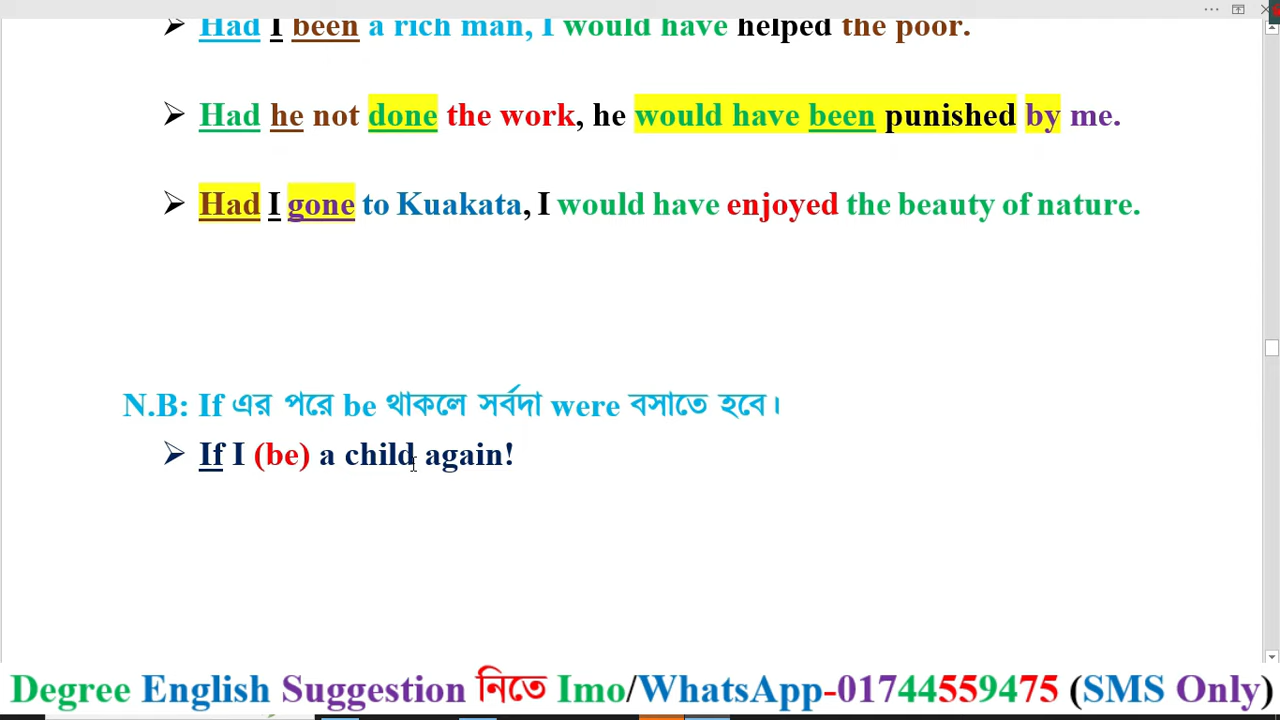 ➢ Had I been a rich man, I would have helped the poor.
➢ Had he not done the work, he would have been punished by me.
➢ Had I gone to Kuakata, I would have enjoyed the beauty of nature.
N.B: If এর পরে be থাকলে সর্বদা were বসাতে হবে।
➢ If I (be) a child again!
Degree English Suggestion নিতে Imo/WhatsApp-01744559475 (SMS Only)